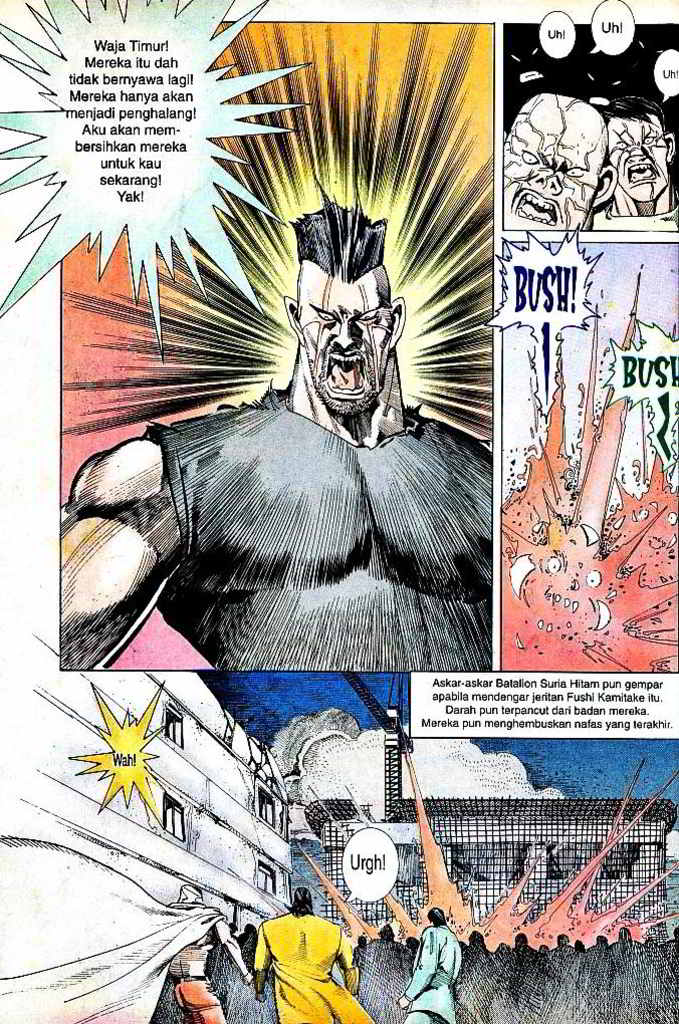 Waja Timur!
Mereka itu dah
tidak bernyawa lagi!
Mereka hanya akan
menjadi penghalang!
Aku akan mem-
bersihkan mereka
untuk kau
sekarang!
Yak!
Uh!
Uh!
Uh!
BUSH!
BUSH
Askar-askar Batalion Suria Hitam pun gempar
apabila mendengar jeritan Fushi Kamitake itu.
Darah pun terpancut dari badan mereka.
Mereka pun menghembuskan nafas yang terakhir.
Wah!
Urgh!